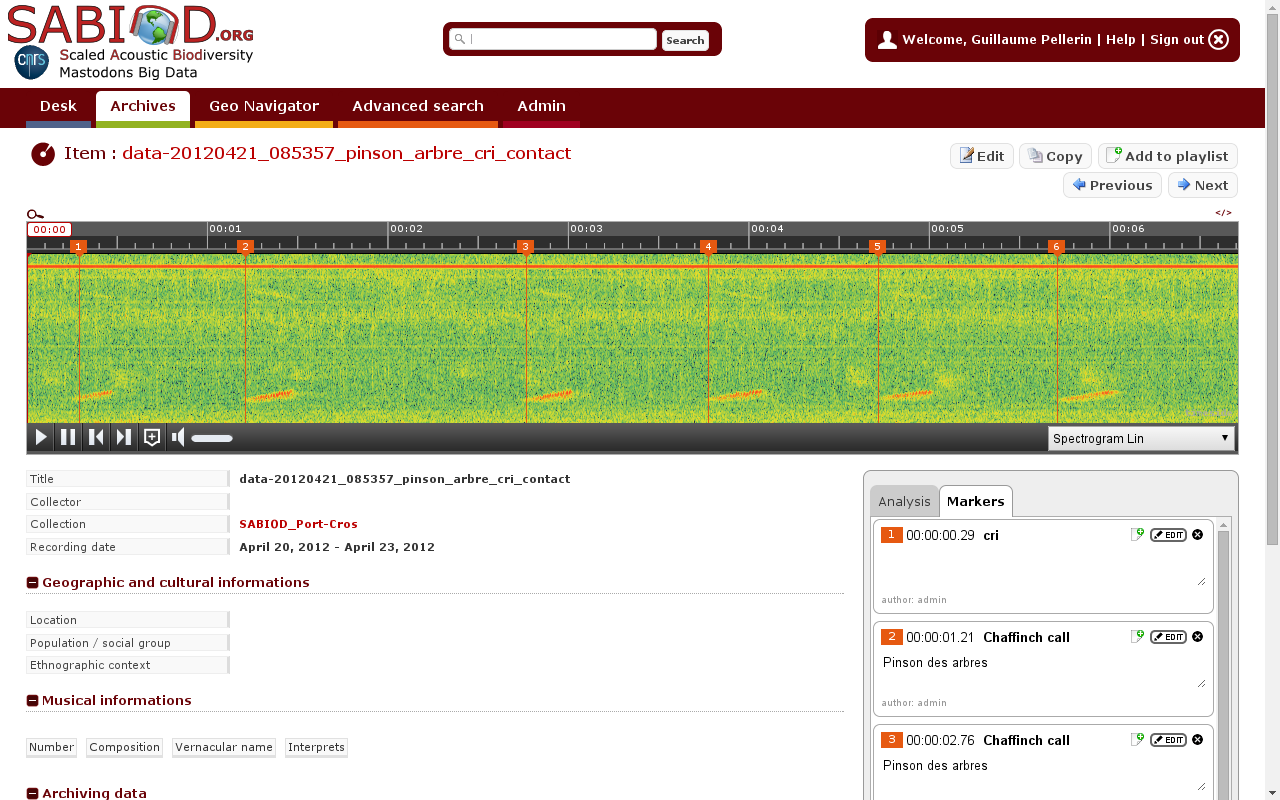 SABIOD.ORG
cnrs
Scaled Acoustic Biodiversity
Mastodons Big Data
Search
Welcome, Guillaume Pellerin | Help | Sign out
Desk
Archives
Geo Navigator
Advanced search
Admin
Item : data-20120421_085357_pinson_arbre_cri_contact
Edit
Copy
Add to playlist
Previous
Next
</>
00:00
00:01
00:02
00:03
00:04
00:05
00:06
1
2
3
4
5
6
Spectrogram Lin
Title
data-20120421_085357_pinson_arbre_cri_contact
Collector
Collection
SABIOD_Port-Cros
Recording date
April 20, 2012 - April 23, 2012
Geographic and cultural informations
Location
Population / social group
Ethnographic context
Musical informations
Number
Composition
Vernacular name
Interprets
Archiving data
Analysis
Markers
1 00:00:00.29 cri
EDIT
author: admin
2 00:00:01.21 Chaffinch call
EDIT
Pinson des arbres
author: admin
3 00:00:02.76 Chaffinch call
EDIT
Pinson des arbres